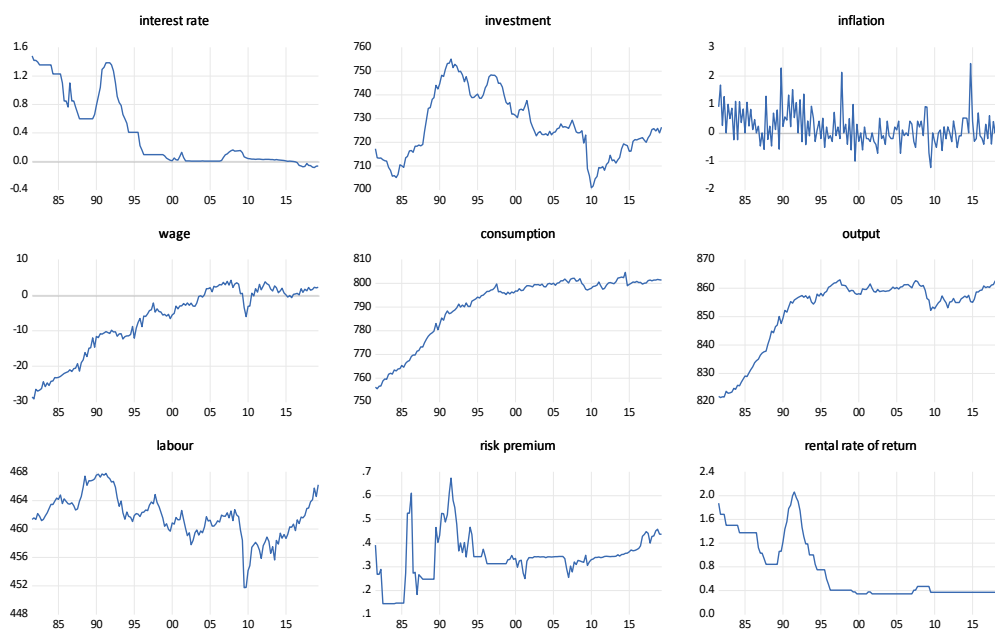 interest rate investment inflation
1.6 760 3
1.2 750 2
0.8 740 1
0.4 730 0
0.0 720 -1
-0.4 710 -2
700
85 90 95 00 05 10 15 85 90 95 00 05 10 15 85 90 95 00 05 10 15
wage consumption output
10 810 870
0 800 860
-10 790 850
-20 780 840
-30 770 830
760 820
750
85 90 95 00 05 10 15 85 90 95 00 05 10 15 85 90 95 00 05 10 15
labour risk premium rental rate of return
468 .7 2.4
464 .6 2.0
460 .5 1.6
456 .4 1.2
452 .3 0.8
448 .2 0.4
.1 0.0
85 90 95 00 05 10 15 85 90 95 00 05 10 15 85 90 95 00 05 10 15